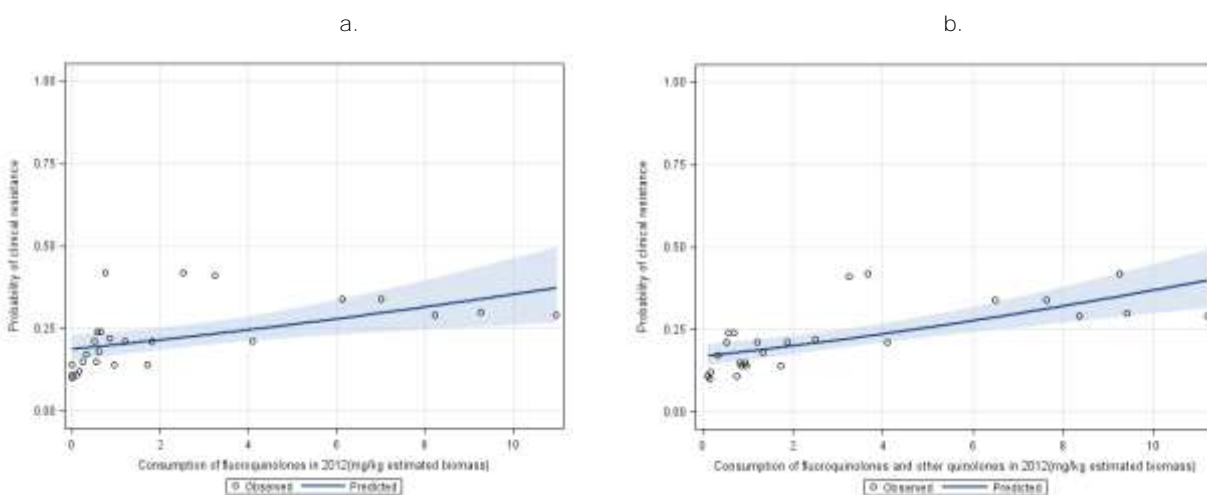 a.
b.
1.00
0.75
0.50
0.25
0.00
Probability of clinical resistance
0 2 4 6 8 10
Consumption of fluoroquinolones in 2012(mg/kg estimated biomass)
Observed Predicted
1.00
0.75
0.50
0.25
0.00
Probability of clinical resistance
0 2 4 6 8 10
Consumption of fluoroquinolones and other quinolones in 2012(mg/kg estimated biomass)
Observed Predicted